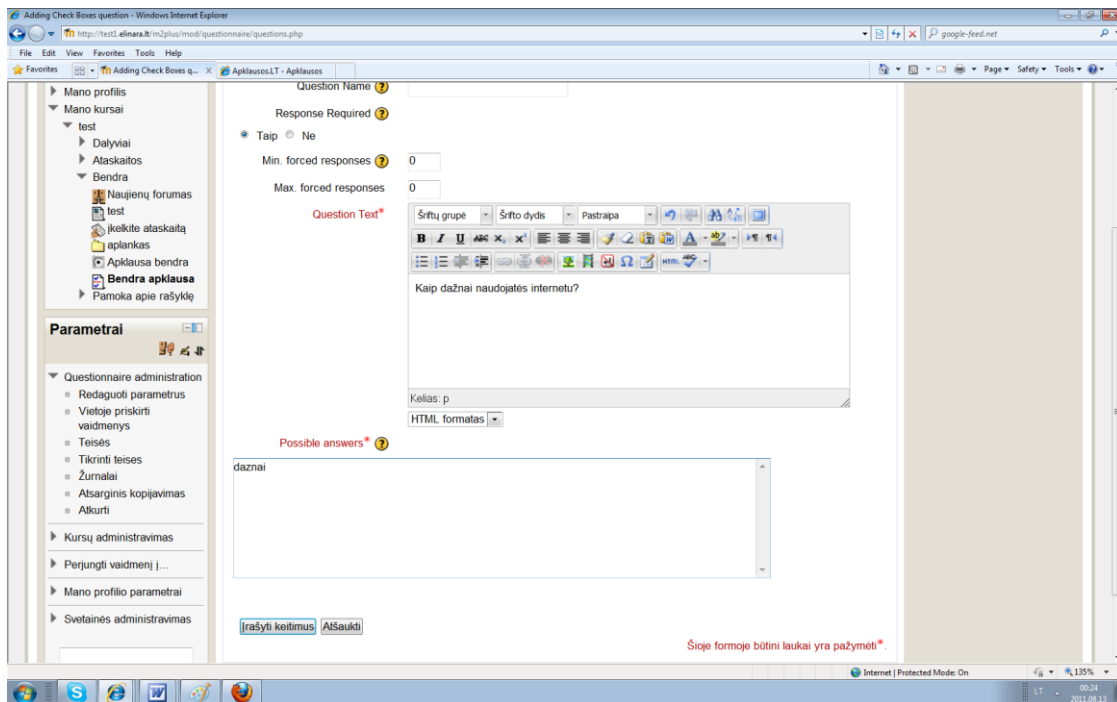 Adding Check Boxes question - Windows Internet Explorer
http://test1.elinara.lt/m2plus/mod/questionnaire/questions.php
google-feed.net
File Edit View Favorites Tools Help
Favorites
Adding Check Boxes q... X
Apklausos.LT - Apklausos
Page Safety Tools
Mano profilis
Mano kursai
test
Dalyviai
Ataskaitos
Bendra
Naujienų forumas
test
įkelkite ataskaitą
aplankas
Apklausa bendra
Bendra apklausa
Pamoka apie rašyklę
Parametrai
Questionnaire administration
Redaguoti parametrus
Vietoje priskirti
vaidmenys
Teisės
Tikrinti teises
Žurnalai
Atsarginis kopijavimas
Atkurti
Kursų administravimas
Perjungti vaidmenį į...
Mano profilio parametrai
Svetainės administravimas
Question Name
Response Required
Taip Ne
Min. forced responses 0
Max. forced responses 0
Question Text*
Šriftų grupė Šrifto dydis Pastraipa
B I U ABC x₂ x²
HTML
Kaip dažnai naudojatės internetu?
Kelias: p
HTML formatas
Possible answers*
daznai
Įrašyti keitimus Atšaukti
Šioje formoje būtini laukai yra pažymėti*.
Internet | Protected Mode: On
135%
LT
00:24
2011.08.13